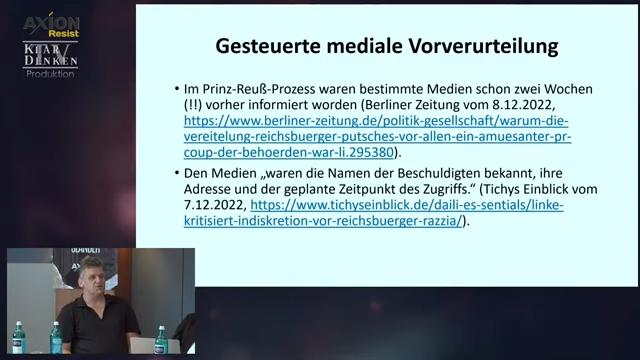 AXION
Resist
KLAR
DENKEN
TV
Produktion
Gesteuerte mediale Vorverurteilung
• Im Prinz-Reuß-Prozess waren bestimmte Medien schon zwei Wochen
(!!) vorher informiert worden (Berliner Zeitung vom 8.12.2022,
https://www.berliner-zeitung.de/politik-gesellschaft/warum-die-
vereitelung-reichsbuerger-putsches-vor-allen-ein-amuesanter-pr-
coup-der-behoerden-war-li.295380).
• Den Medien „waren die Namen der Beschuldigten bekannt, ihre
Adresse und der geplante Zeitpunkt des Zugriffs.“ (Tichys Einblick vom
7.12.2022, https://www.tichyseinblick.de/daili-es-sentials/linke-
kritisiert-indiskretion-vor-reichsbuerger-razzia/).